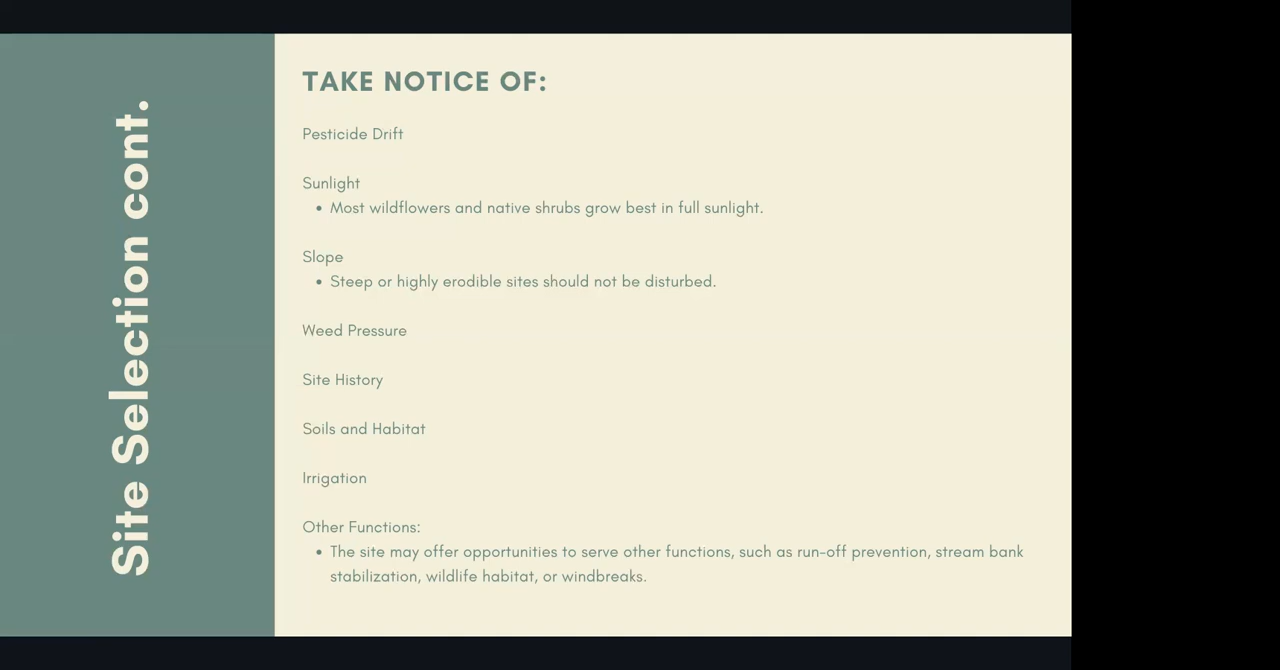 Site Selection cont.
TAKE NOTICE OF:
Pesticide Drift
Sunlight
• Most wildflowers and native shrubs grow best in full sunlight.
Slope
• Steep or highly erodible sites should not be disturbed.
Weed Pressure
Site History
Soils and Habitat
Irrigation
Other Functions:
• The site may offer opportunities to serve other functions, such as run-off prevention, stream bank
stabilization, wildlife habitat, or windbreaks.